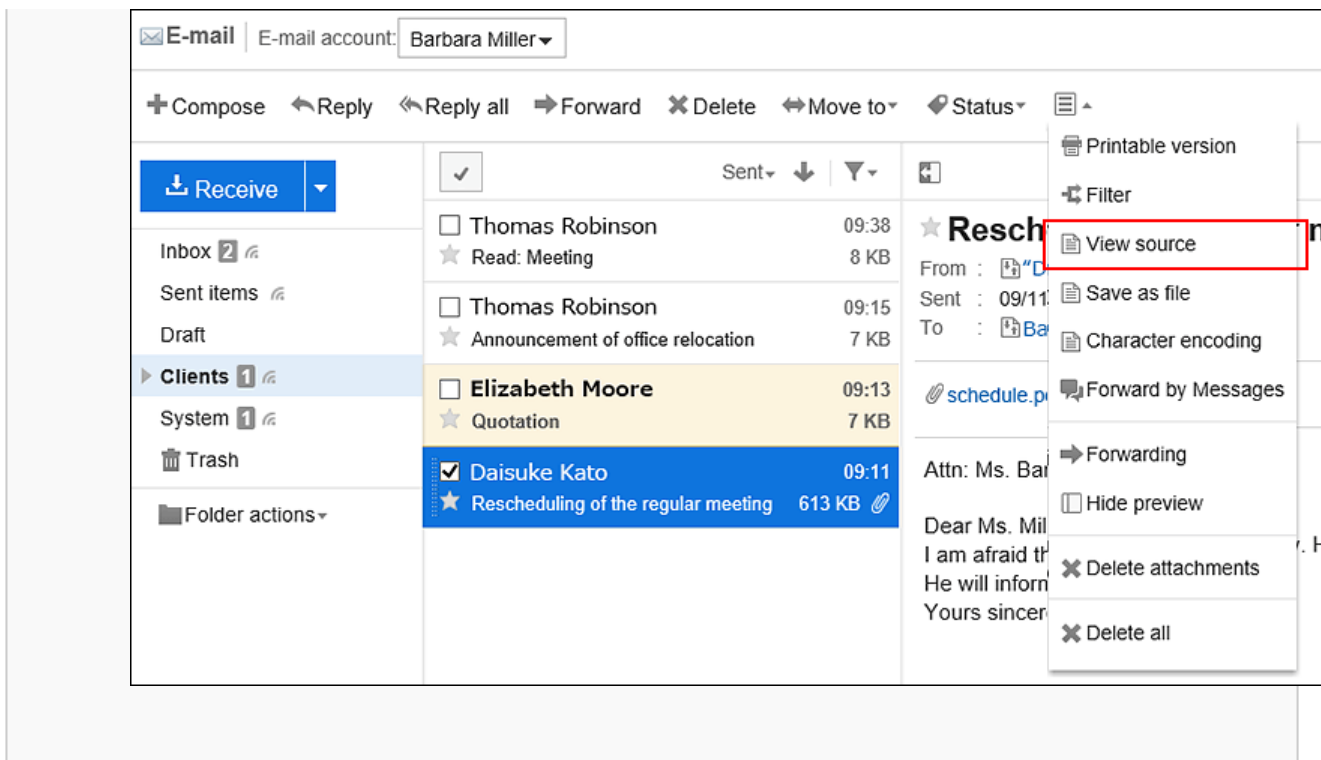 E-mail E-mail account: Barbara Miller
Compose Reply Reply all Forward Delete Move to Status
Receive
Inbox 2
Sent items
Draft
Clients 1
System 1
Trash
Folder actions
Sent
Thomas Robinson 09:38
Read: Meeting 8 KB
Thomas Robinson 09:15
Announcement of office relocation 7 KB
Elizabeth Moore 09:13
Quotation 7 KB
Daisuke Kato 09:11
Rescheduling of the regular meeting 613 KB
Resch
From : "D
Sent : 09/11
To : Ba
schedule.p
Attn: Ms. Bar
Dear Ms. Mil
I am afraid th
He will inform
Yours sincer
Printable version
Filter
View source
Save as file
Character encoding
Forward by Messages
Forwarding
Hide preview
Delete attachments
Delete all